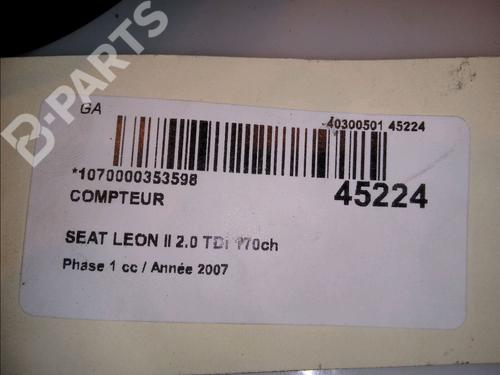 B-PARTS
GA
40300501 45224
*1070000353598
45224
COMPTEUR
SEAT LEON II 2.0 TDi 170ch
Phase 1 cc / Année 2007